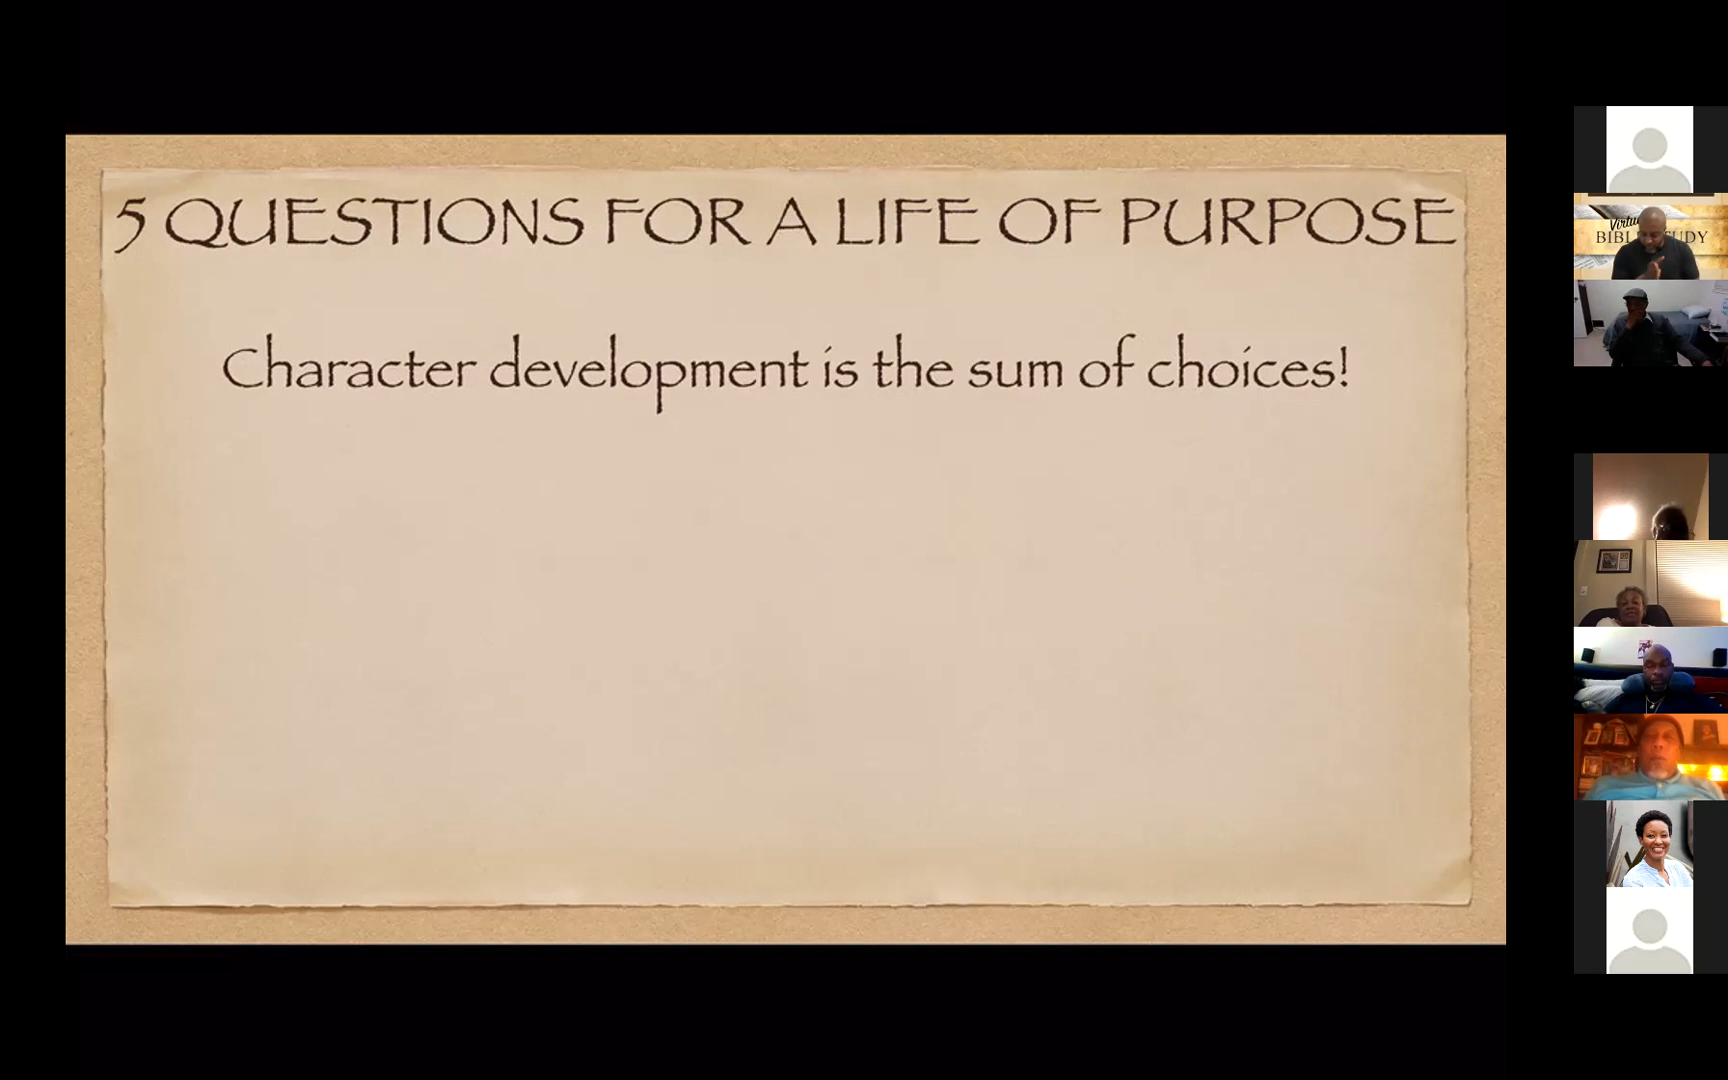 5 QUESTIONS FOR A LIFE OF PURPOSE
Character development is the sum of choices!